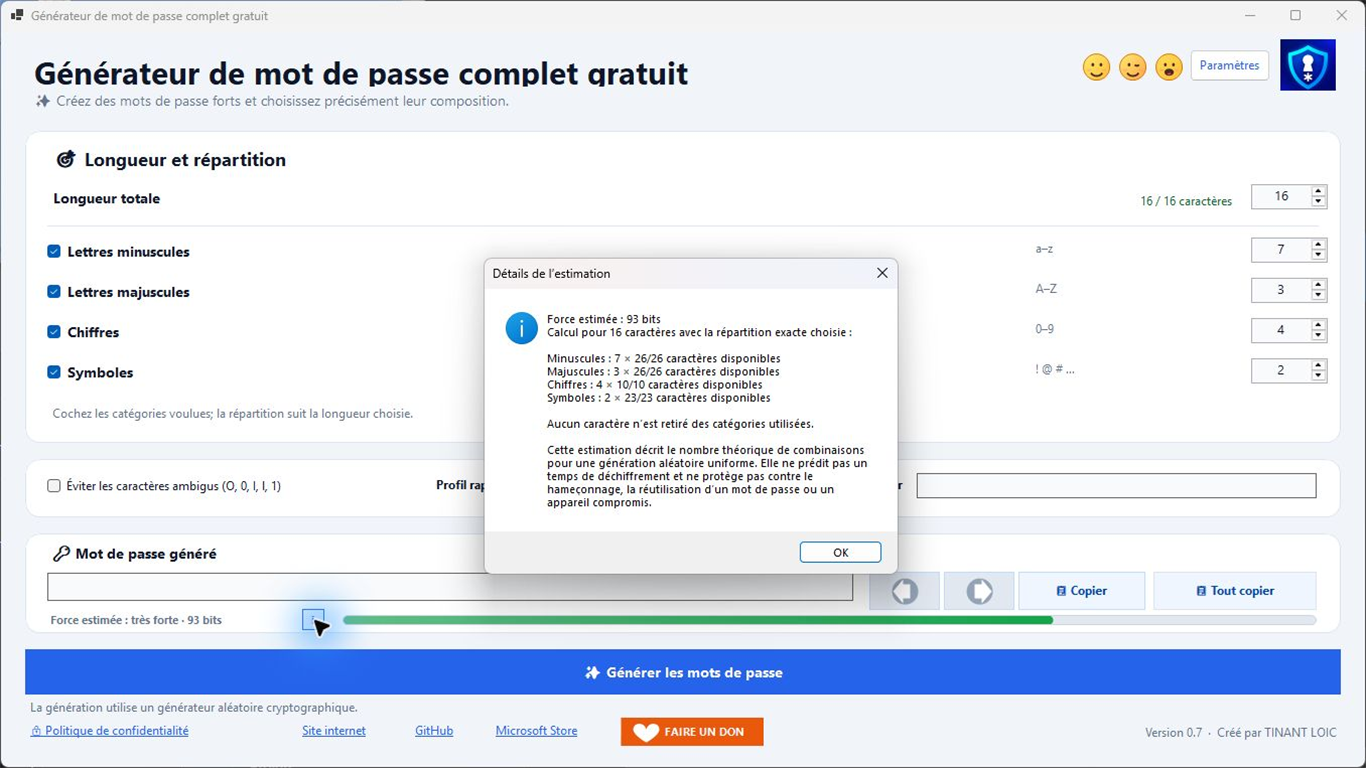 Générateur de mot de passe complet gratuit
Générateur de mot de passe complet gratuit
Paramètres
Créez des mots de passe forts et choisissez précisément leur composition.
Longueur et répartition
Longueur totale
16 / 16 caractères
16
Lettres minuscules
a–z
7
Lettres majuscules
A–Z
3
Chiffres
0–9
4
Symboles
! @ # ...
2
Cochez les catégories voulues; la répartition suit la longueur choisie.
Détails de l’estimation
Force estimée : 93 bits
Calcul pour 16 caractères avec la répartition exacte choisie :
Minuscules : 7 × 26/26 caractères disponibles
Majuscules : 3 × 26/26 caractères disponibles
Chiffres : 4 × 10/10 caractères disponibles
Symboles : 2 × 23/23 caractères disponibles
Aucun caractère n’est retiré des catégories utilisées.
Cette estimation décrit le nombre théorique de combinaisons
pour une génération aléatoire uniforme. Elle ne prédit pas un
temps de déchiffrement et ne protège pas contre le
hameçonnage, la réutilisation d’un mot de passe ou un
appareil compromis.
OK
Éviter les caractères ambigus (O, 0, l, I, 1)
Profil
Mot de passe généré
Copier
Tout copier
Force estimée : très forte · 93 bits
Générer les mots de passe
La génération utilise un générateur aléatoire cryptographique.
Politique de confidentialité
Site internet
GitHub
Microsoft Store
FAIRE UN DON
Version 0.7 · Créé par TINANT LOIC